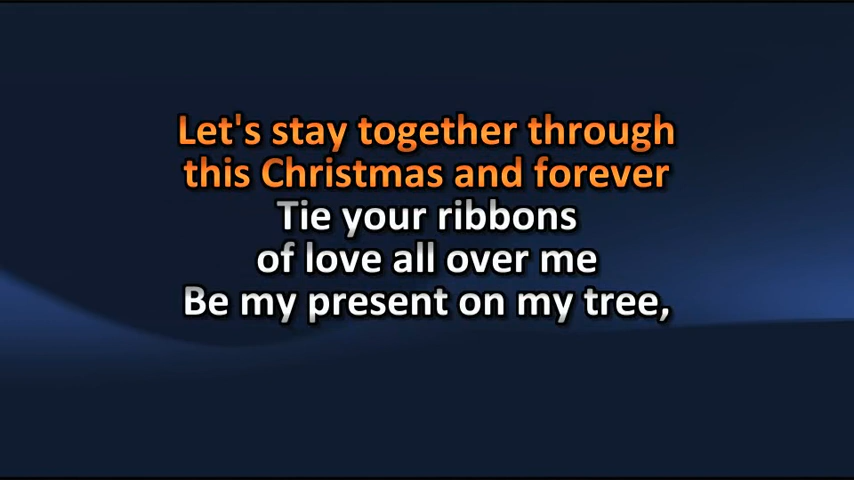 Let's stay together through
this Christmas and forever
Tie your ribbons
of love all over me
Be my present on my tree,